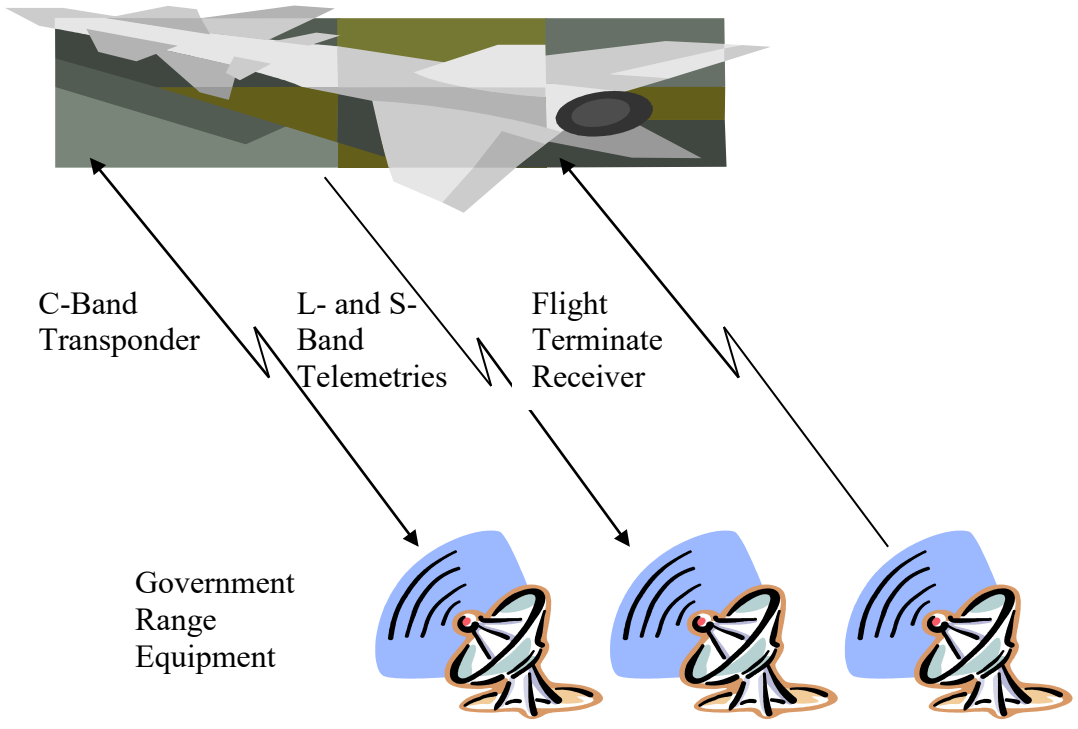 C-Band
Transponder
L- and S-
Band
Telemetries
Flight
Terminate
Receiver
Government
Range
Equipment